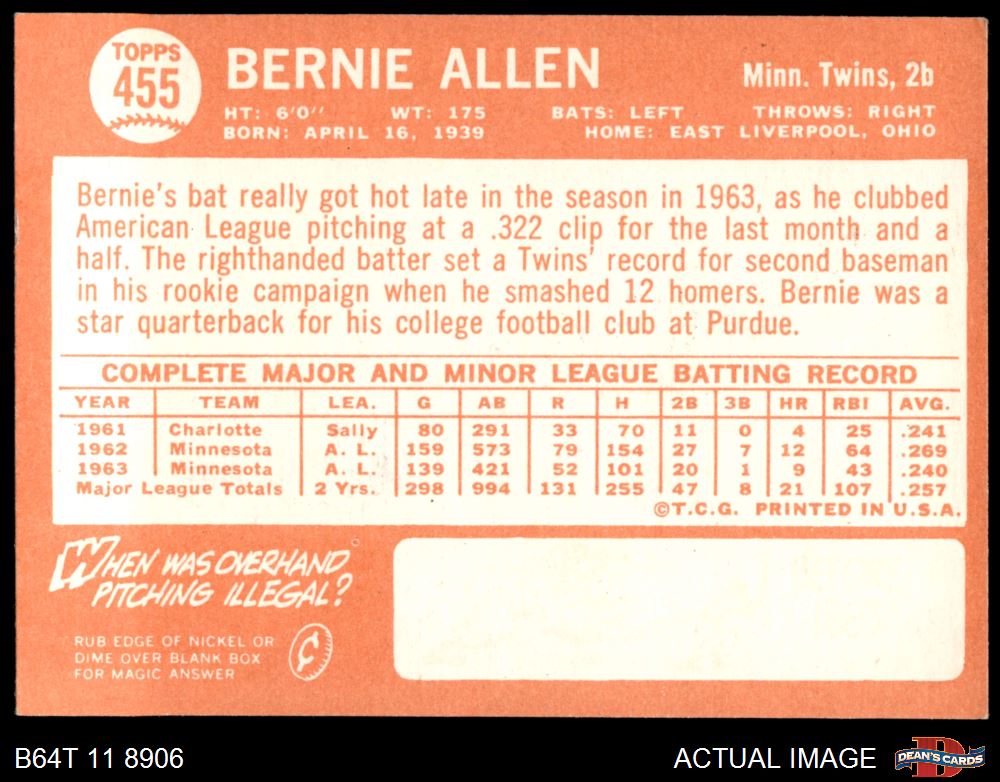 TOPPS
455
BERNIE ALLEN
Minn. Twins, 2b
HT: 6'0" WT: 175 BATS: LEFT THROWS: RIGHT
BORN: APRIL 16, 1939 HOME: EAST LIVERPOOL, OHIO
Bernie's bat really got hot late in the season in 1963, as he clubbed
American League pitching at a .322 clip for the last month and a
half. The righthanded batter set a Twins' record for second baseman
in his rookie campaign when he smashed 12 homers. Bernie was a
star quarterback for his college football club at Purdue.
COMPLETE MAJOR AND MINOR LEAGUE BATTING RECORD
YEAR TEAM LEA. G AB R H 2B 3B HR RBI AVG.
1961 Charlotte Sally 80 291 33 70 11 0 4 25 .241
1962 Minnesota A. L. 159 573 79 154 27 7 12 64 .269
1963 Minnesota A. L. 139 421 52 101 20 1 9 43 .240
Major League Totals 2 Yrs. 298 994 131 255 47 8 21 107 .257
©T.C.G. PRINTED IN U.S.A.
WHEN WAS OVERHAND
PITCHING ILLEGAL?
RUB EDGE OF NICKEL OR
DIME OVER BLANK BOX
FOR MAGIC ANSWER
¢
B64T 11 8906
ACTUAL IMAGE
D
DEAN'S CARDS